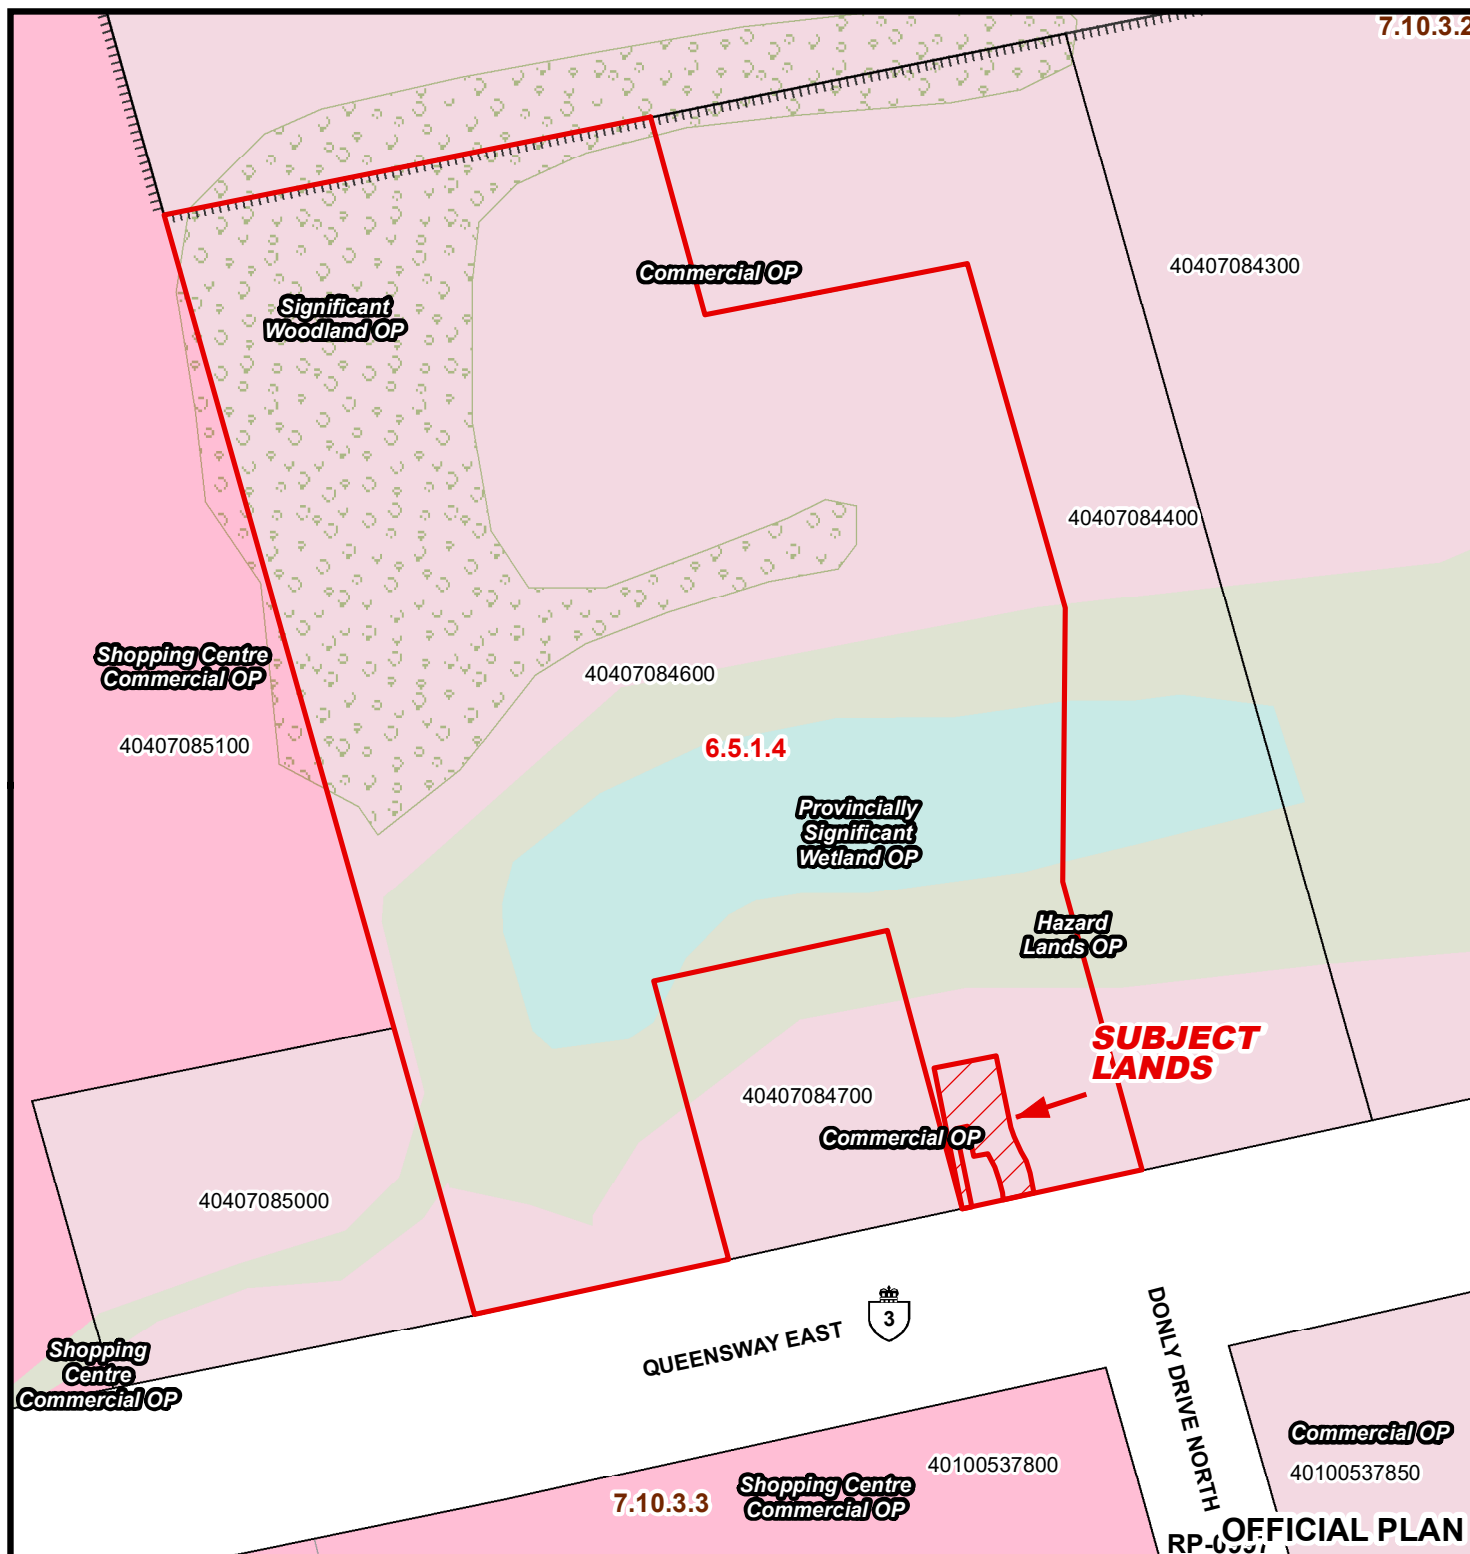 7.10.3.2
Commercial OP
40407084300
Significant
Woodland OP
40407084400
Shopping Centre
Commercial OP
40407084600
40407085100
6.5.1.4
Provincially
Significant
Wetland OP
Hazard
Lands OP
SUBJECT
LANDS
40407084700
Commercial OP
40407085000
3
QUEENSWAY EAST
DONLY DRIVE NORTH
Shopping
Centre
Commercial OP
Commercial OP
40100537800
40100537850
Shopping Centre
Commercial OP
7.10.3.3
OFFICIAL PLAN